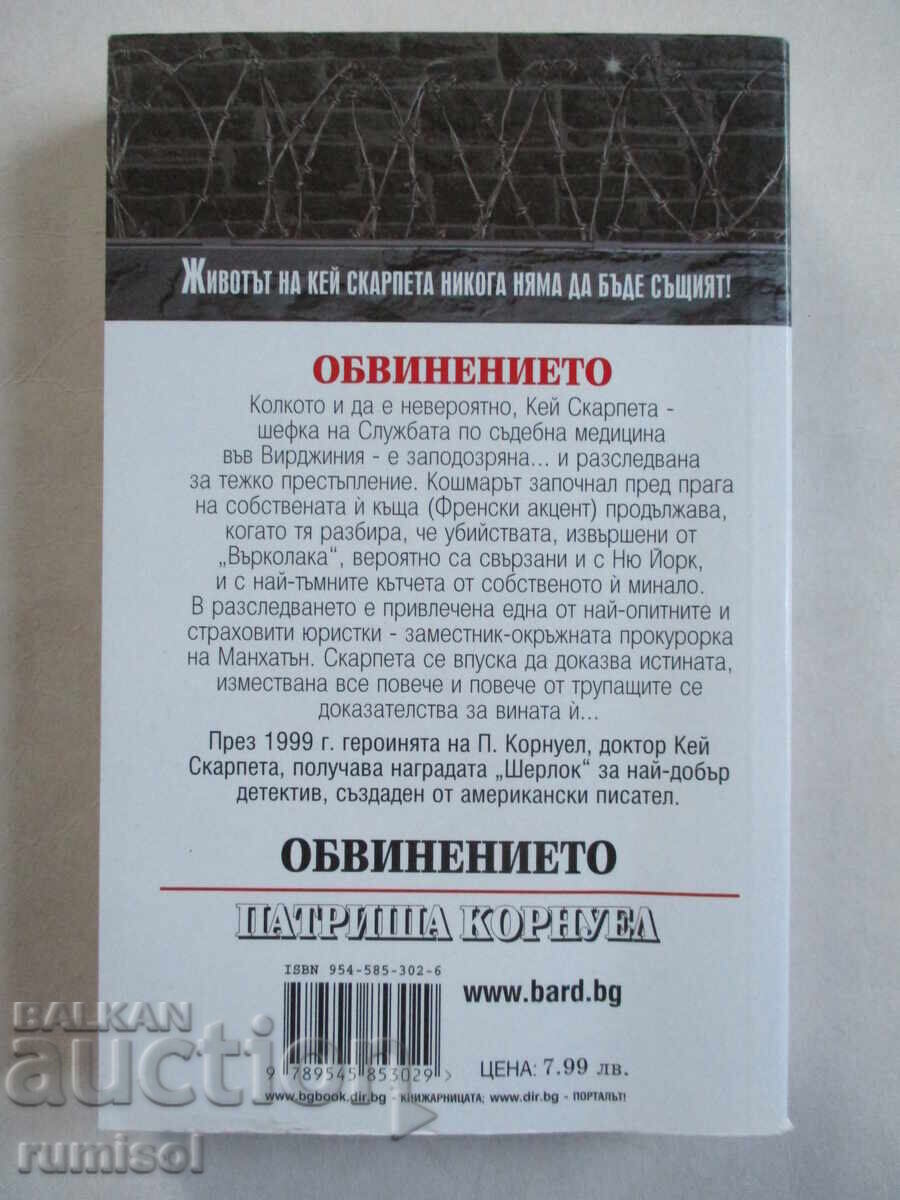 ЖИВОТЪТ НА КЕЙ СКАРПЕТА НИКОГА НЯМА ДА БЪДЕ СЪЩИЯТ!
ОБВИНЕНИЕТО
Колкото и да е невероятно, Кей Скарпета -
шефка на Службата по съдебна медицина
във Вирджиния - е заподозряна... и разследвана
за тежко престъпление. Кошмарът започнал пред прага
на собствената ѝ къща (Френски акцент) продължава,
когато тя разбира, че убийствата, извършени от
„Върколака“, вероятно са свързани и с Ню Йорк,
и с най-тъмните кътчета от собственото ѝ минало.
В разследването е привлечена една от най-опитните и
страховити юристки - заместник-окръжната прокурорка
на Манхатън. Скарпета се впуска да доказва истината,
измествана все повече и повече от трупащите се
доказателства за вината ѝ...
През 1999 г. героинята на П. Корнуел, доктор Кей
Скарпета, получава наградата „Шерлок“ за най-добър
детектив, създаден от американски писател.
ОБВИНЕНИЕТО
ПАТРИША КОРНУЕЛ
ISBN 954-585-302-6
www.bard.bg
9 789545 853029 >
ЦЕНА: 7.99 лв.
www.bgbook.dir.bg - КНИЖАРНИЦАТА; www.dir.bg - ПОРТАЛЪТ!
BALKAN
auction
rumisol